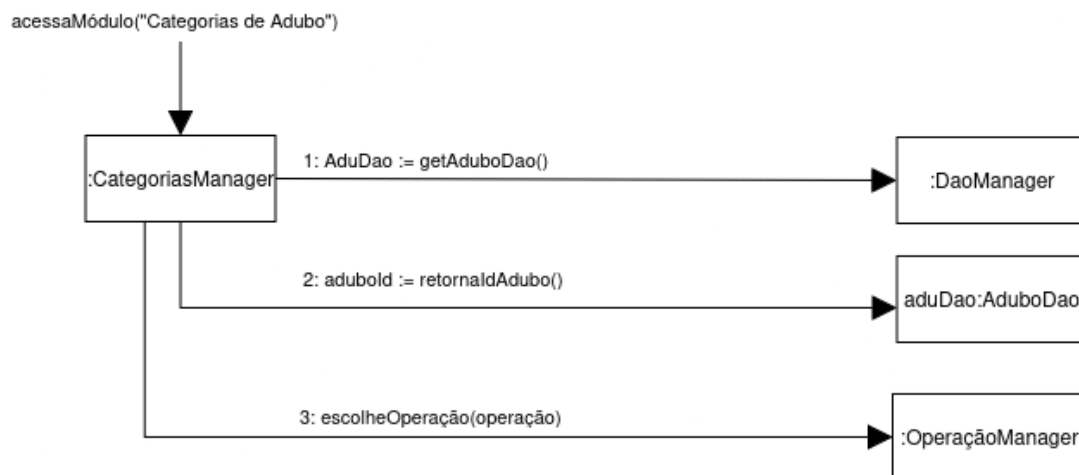 acessaMódulo("Categorias de Adubo")
:CategoriasManager
1: AduDao := getAduboDao()
:DaoManager
2: aduboId := retornaIdAdubo()
aduDao:AduboDao
3: escolheOperação(operação)
:OperaçãoManager